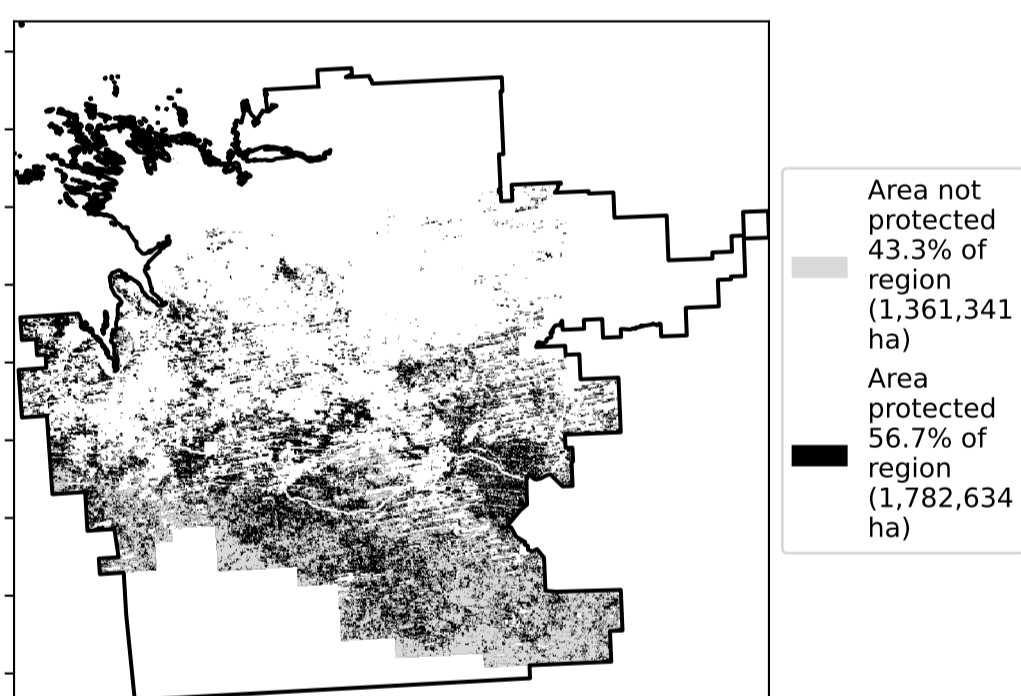 Area not
protected
43.3% of
region
(1,361,341
ha)
Area
protected
56.7% of
region
(1,782,634
ha)